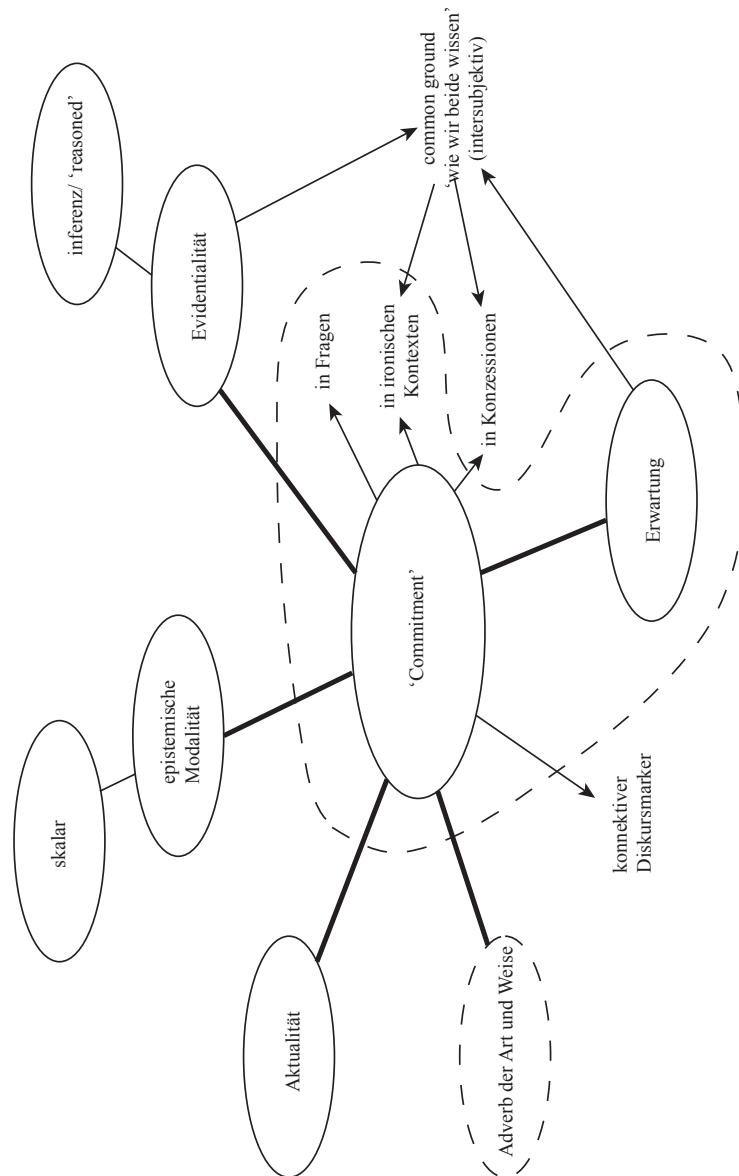 skalar
inferenz/ ‘reasoned’
epistemische
Modalität
Evidentialität
Aktualität
in Fragen
in ironischen
Kontexten
common ground
‘wie wir beide wissen’
(intersubjektiv)
‘Commitment’
in Konzessionen
Adverb der Art und Weise
konnektiver
Diskursmarker
Erwartung